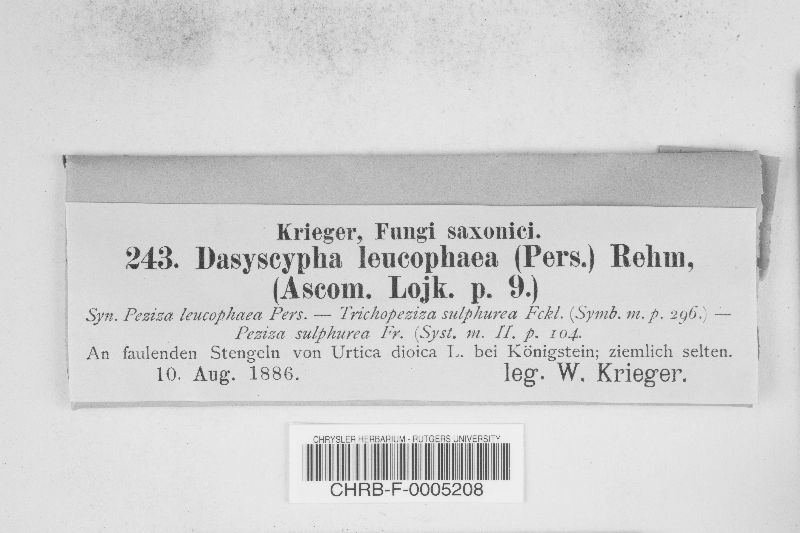 Krieger, Fungi saxonici.
243. Dasyscypha leucophaea (Pers.) Rehm,
(Ascom. Lojk. p. 9.)
Syn. Peziza leucophaea Pers. — Trichopeziza sulphurea Fckl. (Symb. m. p. 296.) —
Peziza sulphurea Fr. (Syst. m. II. p. 104.
An faulenden Stengeln von Urtica dioica L. bei Königstein; ziemlich selten.
10. Aug. 1886. leg. W. Krieger.
CHRYSLER HERBARIUM - RUTGERS UNIVERSITY
CHRB-F-0005208